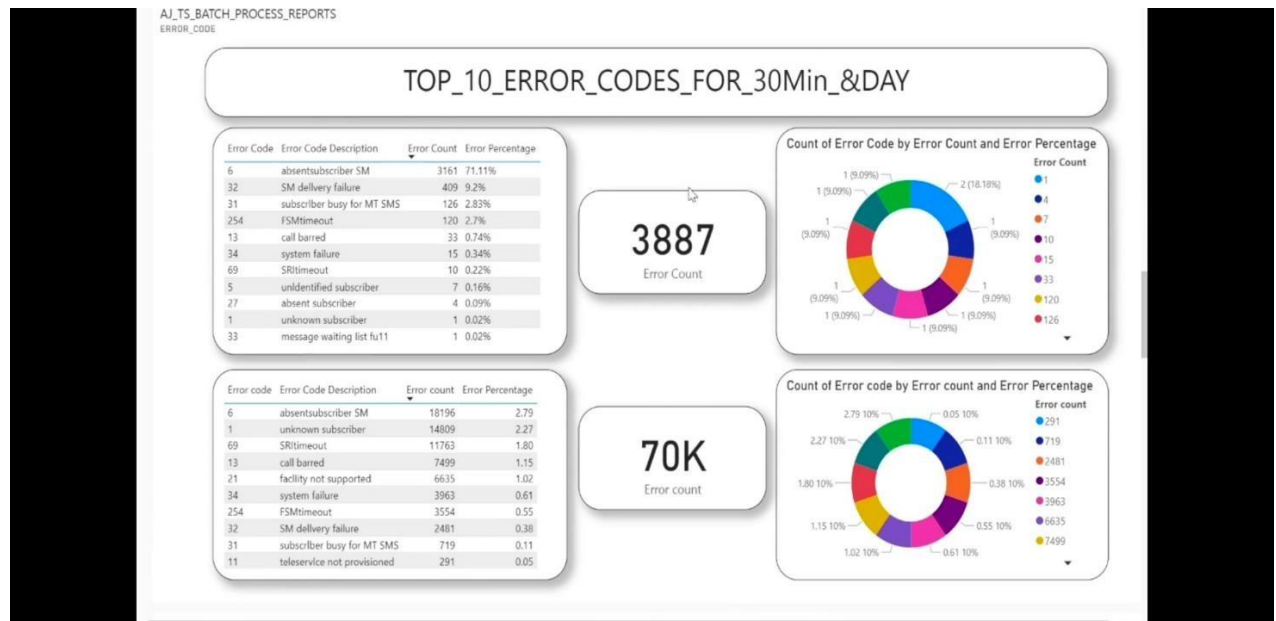 AJ_TS_BATCH_PROCESS_REPORTS
ERROR_CODE
TOP_10_ERROR_CODES_FOR_30Min_&DAY
Error Code Error Code Description Error Count Error Percentage
6 absentsubscriber SM 3161 71.11%
32 SM dellvery failure 409 9.2%
31 subscrlber busy for MT SMS 126 2.83%
254 FSMtimeout 120 2.7%
13 call barred 33 0.74%
34 system failure 15 0.34%
69 SRItimeout 10 0.22%
5 unldentified subscriber 7 0.16%
27 absent subscriber 4 0.09%
1 unknown subscriber 1 0.02%
33 message waiting list fu11 1 0.02%
3887
Error Count
Count of Error Code by Error Count and Error Percentage
1 (9.09%)
1 (9.09%)
1
(9.09%)
1
(9.09%)
1 (9.09%)
2 (18.18%)
1
(9.09%)
1
(9.09%)
1 (9.09%)
1 (9.09%)
Error Count
1
4
7
10
15
33
120
126
Error code Error Code Description Error count Error Percentage
6 absentsubscriber SM 18196 2.79
1 unknown subscriber 14809 2.27
69 SRItimeout 11763 1.80
13 call barred 7499 1.15
21 facllity not supported 6635 1.02
34 system failure 3963 0.61
254 FSMtimeout 3554 0.55
32 SM dellvery failure 2481 0.38
31 subscrlber busy for MT SMS 719 0.11
11 teleservlce not provisioned 291 0.05
70K
Error count
Count of Error code by Error count and Error Percentage
2.79 10%
2.27 10%
1.80 10%
1.15 10%
1.02 10%
0.05 10%
0.11 10%
0.38 10%
0.55 10%
0.61 10%
Error count
291
719
2481
3554
3963
6635
7499